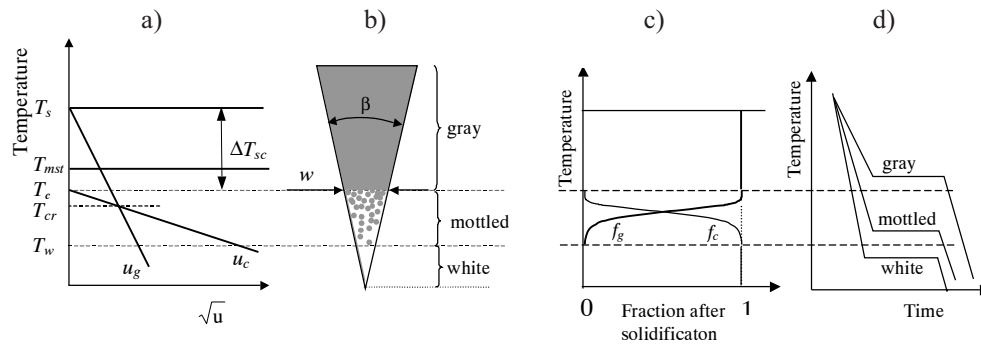 a)
b)
c)
d)
Temperature
T_s
T_mst
T_c
T_cr
T_w
ΔT_sc
u_g
u_c
√u
β
w
gray
mottled
white
Temperature
f_g
f_c
0
1
Fraction after
solidificaton
Temperature
gray
mottled
white
Time